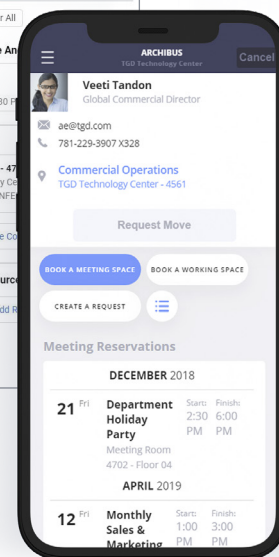 r All
ARCHIBUS
TGD Technology Center
Cancel
Veeti Tandon
Global Commercial Director
ae@tgd.com
781-229-3907 X328
Commercial Operations
TGD Technology Center - 4561
Request Move
BOOK A MEETING SPACE
BOOK A WORKING SPACE
CREATE A REQUEST
Meeting Reservations
DECEMBER 2018
21 Fri
Department
Holiday
Party
Meeting Room
4702 - Floor 04
Start: Finish:
2:30 6:00
PM PM
APRIL 2019
12 Fri
Monthly
Sales &
Marketing
Start: Finish:
1:00 3:00
PM PM